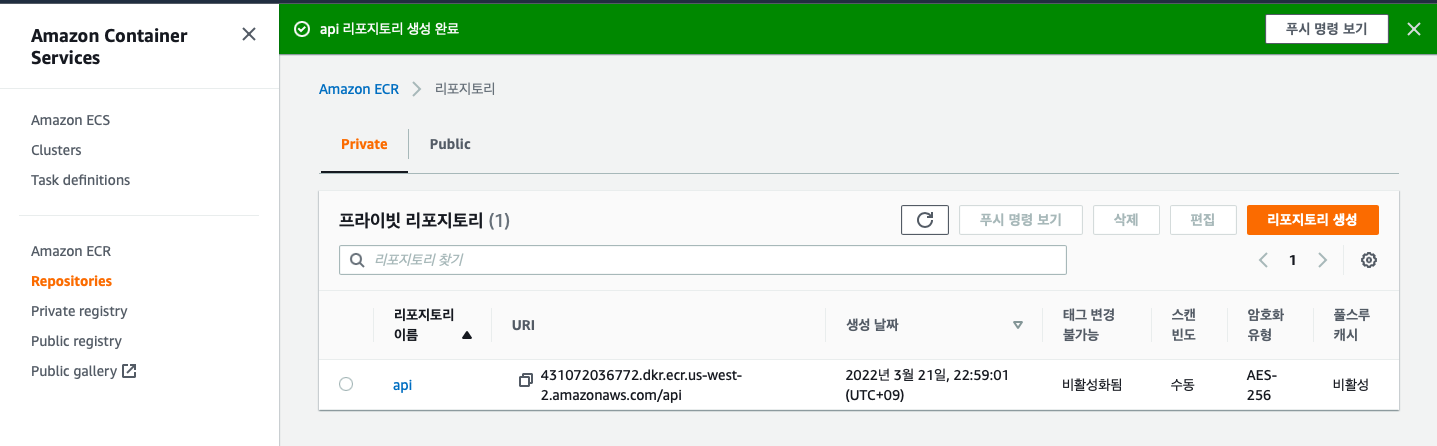 Amazon Container
Services
Amazon ECS
Clusters
Task definitions
Amazon ECR
Repositories
Private registry
Public registry
Public gallery
api 리포지토리 생성 완료
푸시 명령 보기
Amazon ECR
리포지토리
Private
Public
프라이빗 리포지토리 (1)
푸시 명령 보기
삭제
편집
리포지토리 생성
리포지토리 찾기
1
리포지토리
이름
URI
생성 날짜
태그 변경
불가능
스캔
빈도
암호화
유형
풀스루
캐시
api
431072036772.dkr.ecr.us-west-
2.amazonaws.com/api
2022년 3월 21일, 22:59:01
(UTC+09)
비활성화됨
수동
AES-
256
비활성